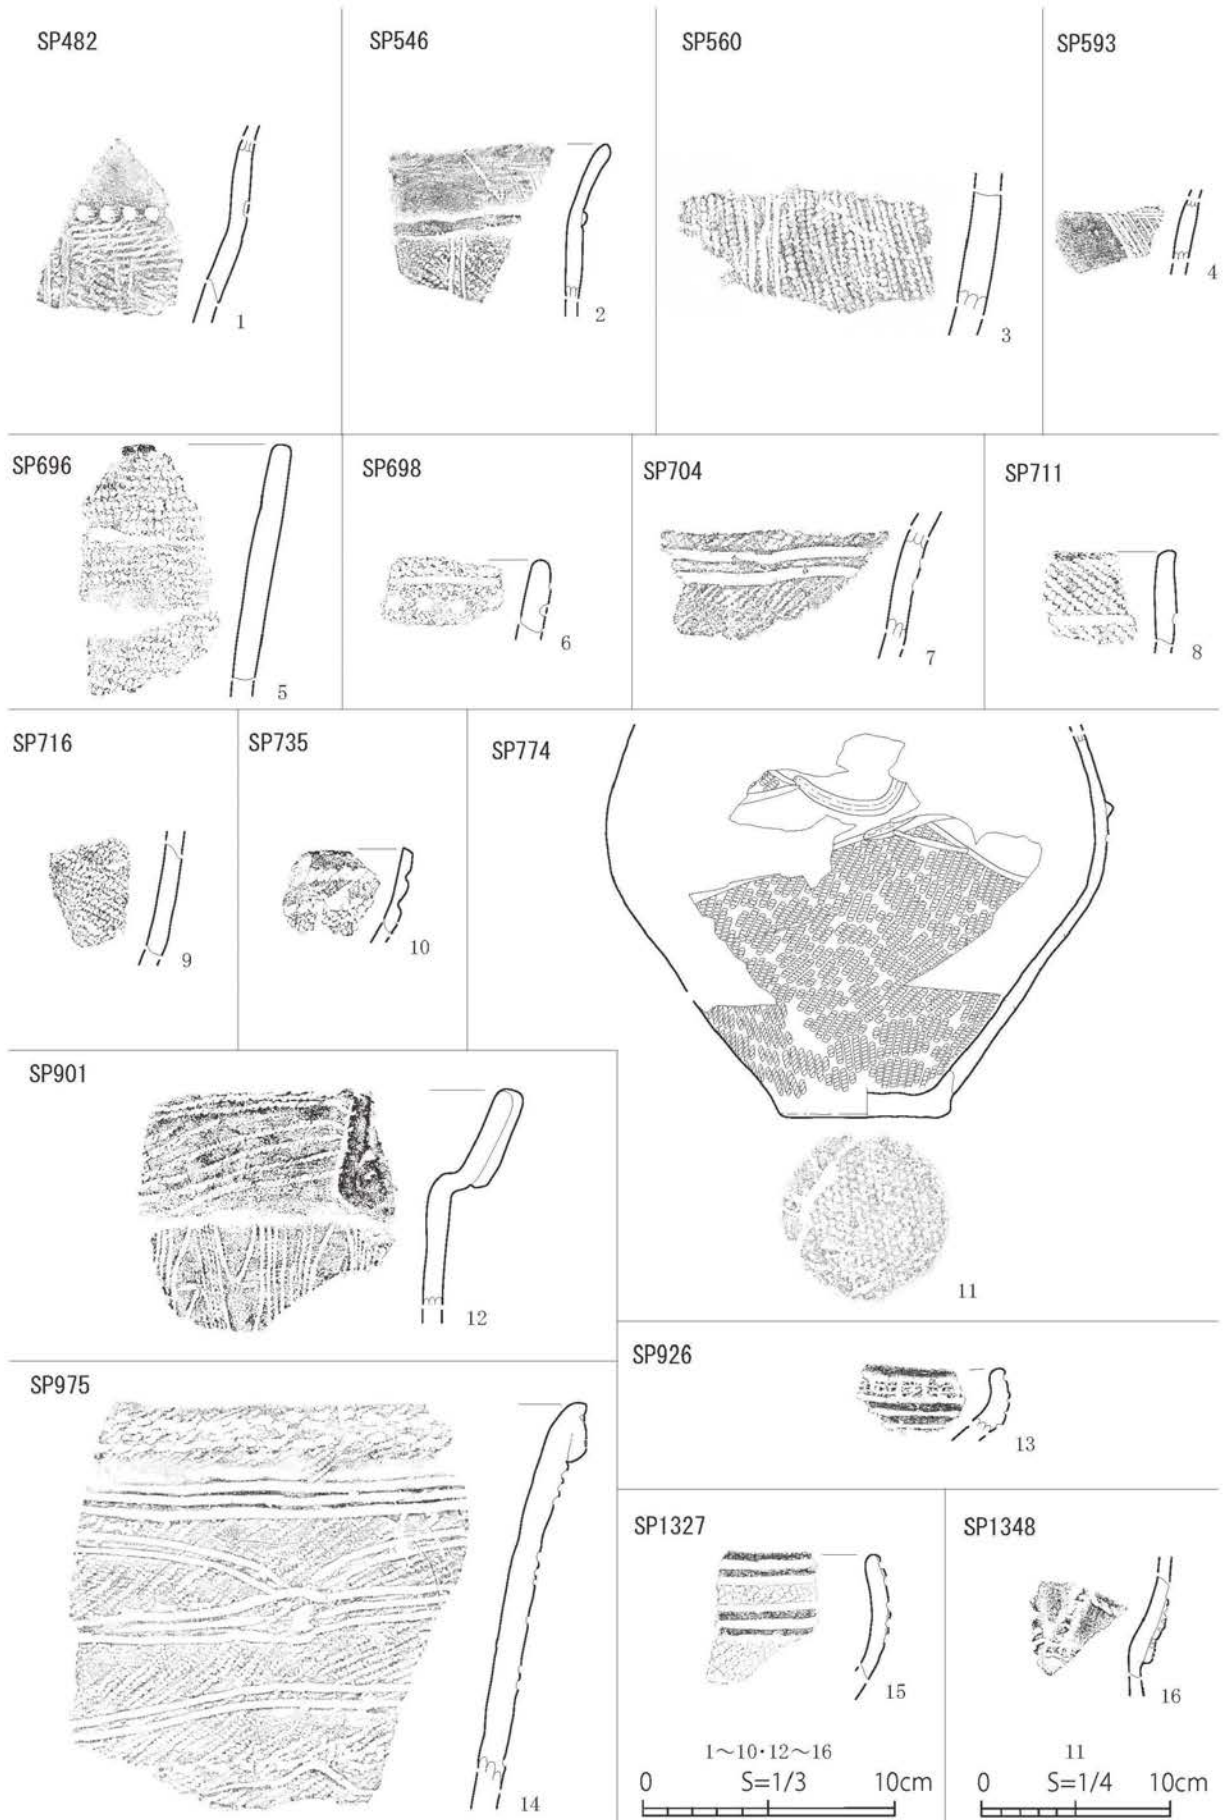 SP482
SP546
SP560
SP593
1
2
3
4
SP696
SP698
SP704
SP711
5
6
7
8
SP716
SP735
SP774
9
10
11
SP901
12
SP926
13
SP975
14
SP1327
15
SP1348
16
1～10・12～16
0 S=1/3 10cm
11
0 S=1/4 10cm